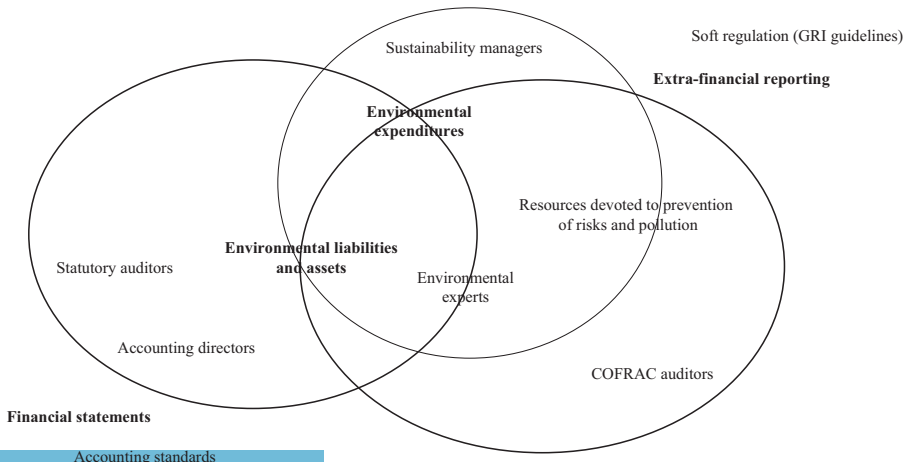 Sustainability managers
Soft regulation (GRI guidelines)
Extra-financial reporting
Environmental
expenditures
Resources devoted to prevention
of risks and pollution
Environmental liabilities
and assets
Statutory auditors
Environmental
experts
Accounting directors
COFRAC auditors
Financial statements
Accounting standards